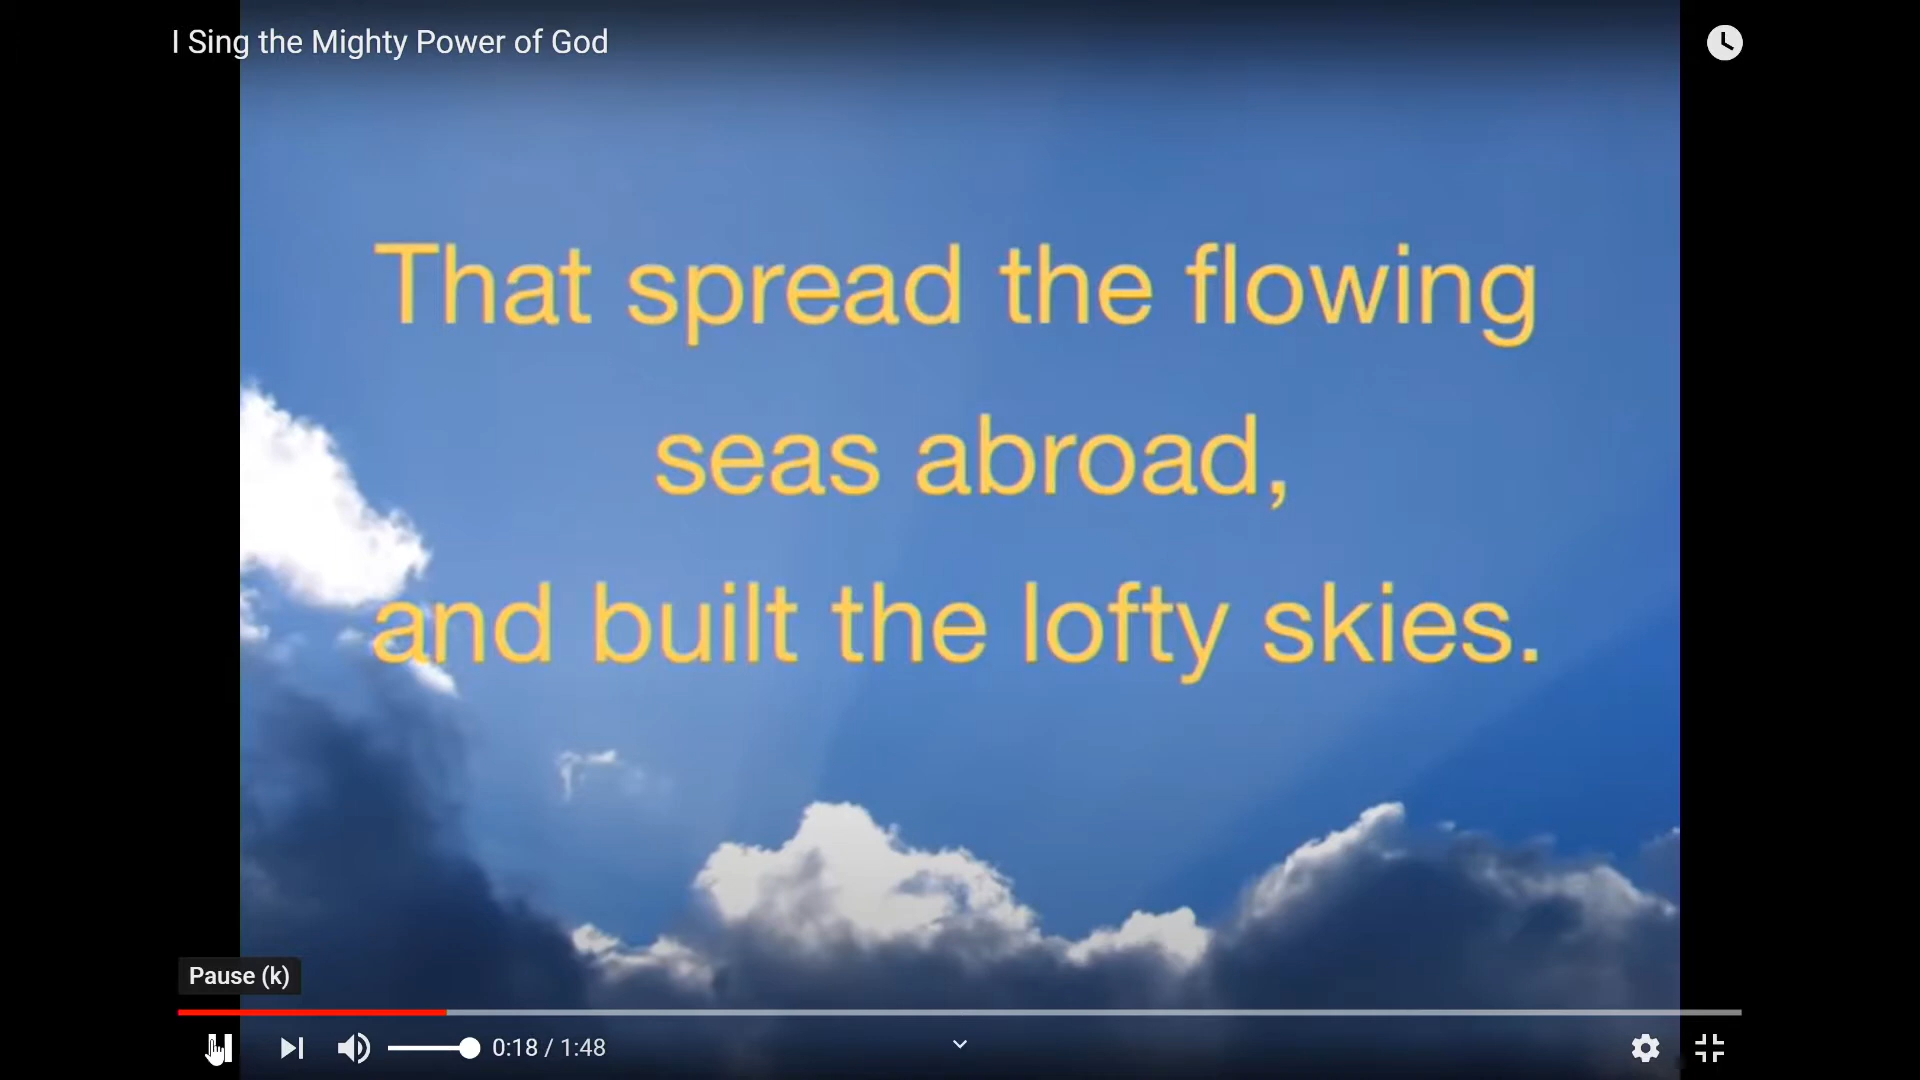 I Sing the Mighty Power of God
That spread the flowing
seas abroad,
and built the lofty skies.
Pause (k)
0:18 / 1:48